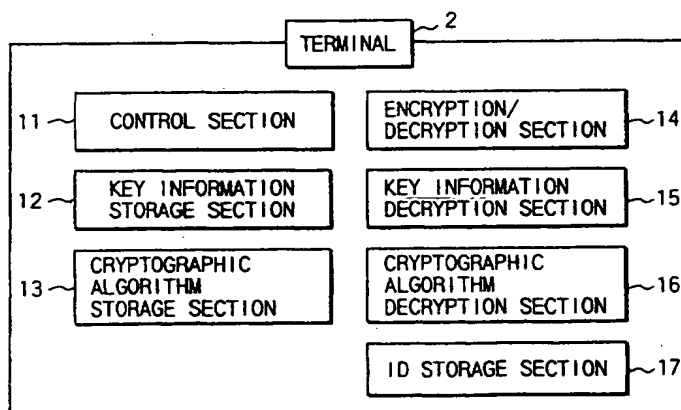 TERMINAL
2
11
CONTROL SECTION
ENCRYPTION/
DECRYPTION SECTION
14
12
KEY INFORMATION
STORAGE SECTION
KEY INFORMATION
DECRYPTION SECTION
15
13
CRYPTOGRAPHIC
ALGORITHM
STORAGE SECTION
CRYPTOGRAPHIC
ALGORITHM
DECRYPTION SECTION
16
ID STORAGE SECTION
17